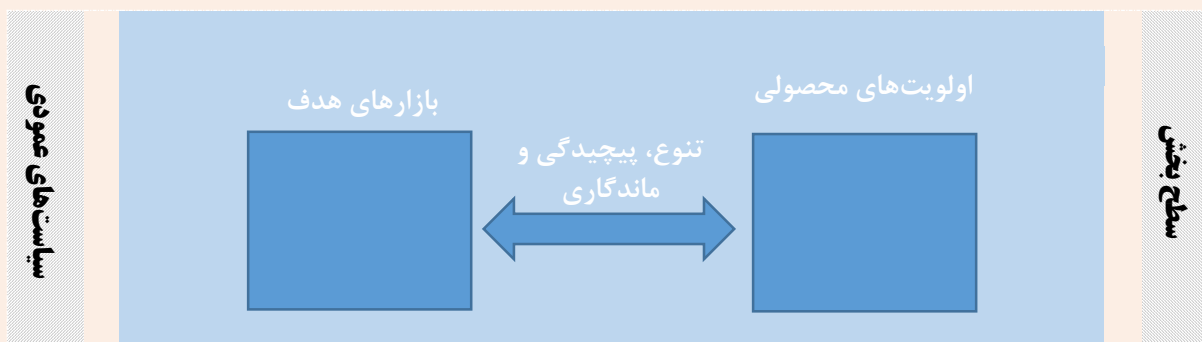 سطح بخش
اولویت‌های محصولی
تنوع، پیچیدگی و
ماندگاری
بازارهای هدف
سیاست‌های عمودی